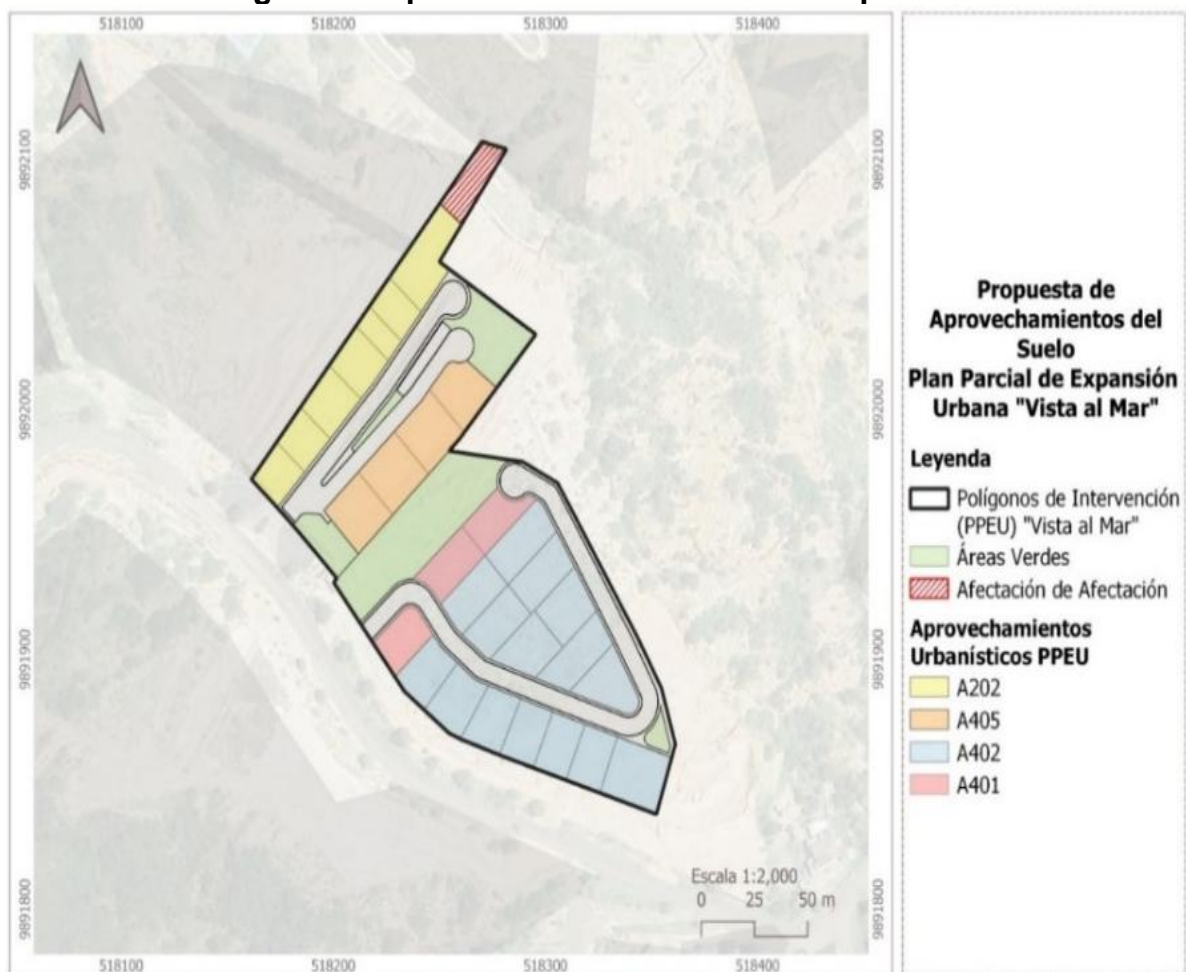 518100
518200
518300
518400
9892100
9892100
9892000
9892000
9891900
9891900
9891800
9891800
Escala 1:2,000
0 25 50 m
518100
518200
518300
518400
Propuesta de
Aprovechamientos del
Suelo
Plan Parcial de Expansión
Urbana "Vista al Mar"
Leyenda
Polígonos de Intervención
(PPEU) "Vista al Mar"
Áreas Verdes
Afectación de Afectación
Aprovechamientos
Urbanísticos PPEU
A202
A405
A402
A401